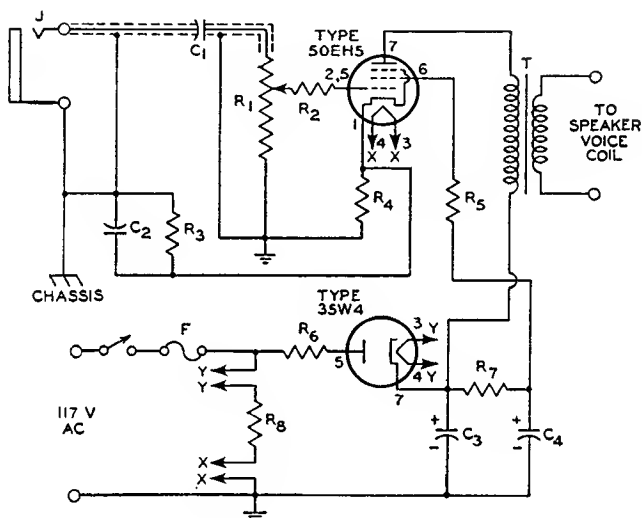 J
C1
TYPE
50EH5
7
2,5
6
R1
R2
1
4
3
X
X
T
TO
SPEAKER
VOICE
COIL
R4
R5
C2
R3
CHASSIS
TYPE
35W4
F
R6
5
3
Y
4
Y
7
R7
Y
Y
117 V
AC
R8
+
-
C3
+
-
C4
X
X